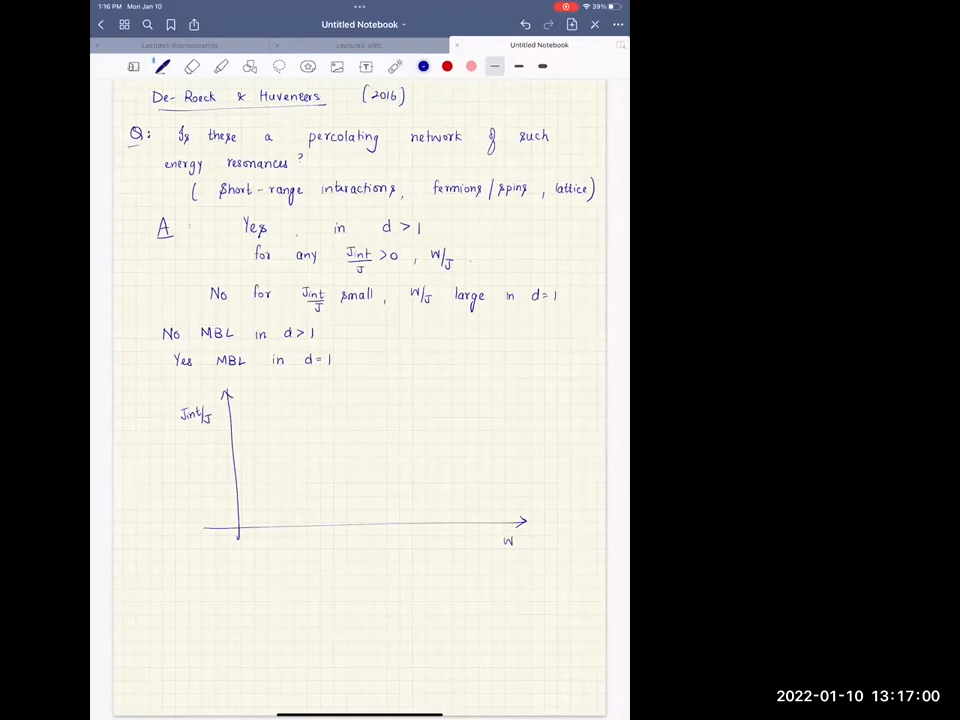 1:16 PM Mon Jan 10
39%
Untitled Notebook
Lecture1-thermalization
Lecture2-MBL
Untitled Notebook
De-Roeck & Huveneers (2016)
Q: Is there a percolating network of such
energy resonances?
( short-range interactions, fermions/spins, lattice)
A : Yes, in d > 1
for any Jint/J > 0, W/J.
No for Jint/J small, W/J large in d=1
No MBL in d > 1
Yes MBL in d = 1
Jint/J
W
2022-01-10 13:17:00